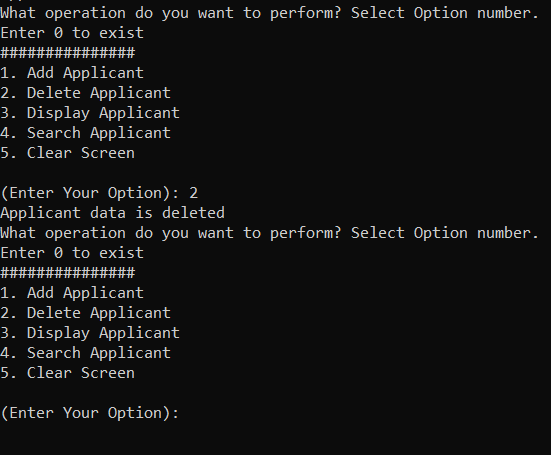 What operation do you want to perform? Select Option number.
Enter 0 to exist
###############
1. Add Applicant
2. Delete Applicant
3. Display Applicant
4. Search Applicant
5. Clear Screen
(Enter Your Option): 2
Applicant data is deleted
What operation do you want to perform? Select Option number.
Enter 0 to exist
###############
1. Add Applicant
2. Delete Applicant
3. Display Applicant
4. Search Applicant
5. Clear Screen
(Enter Your Option):